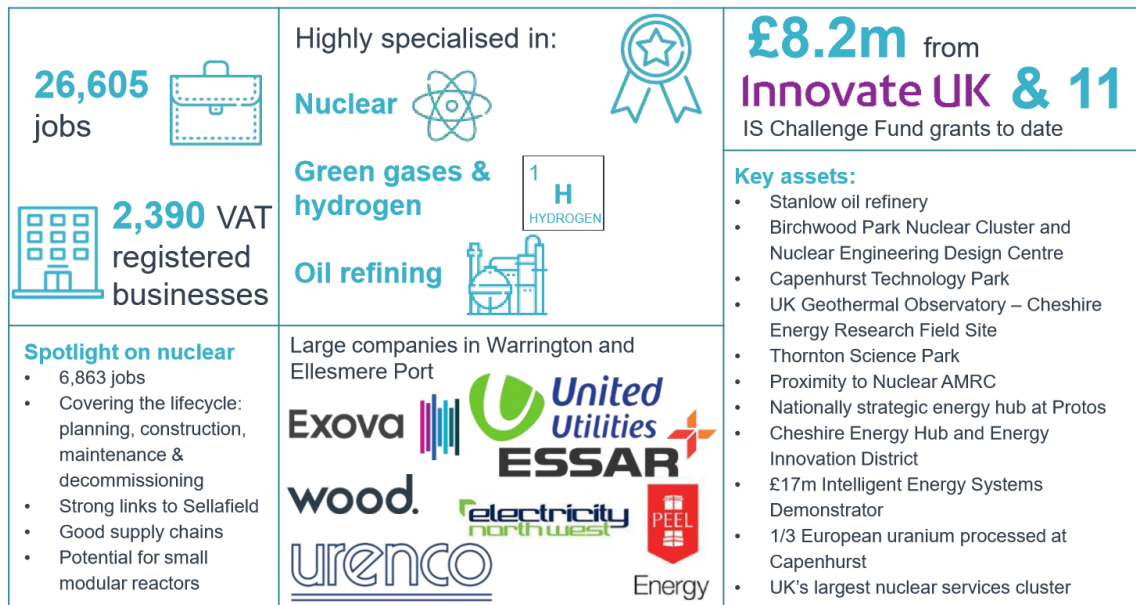 26,605
jobs
2,390 VAT
registered
businesses
Highly specialised in:
Nuclear
Green gases &
hydrogen
1
H
HYDROGEN
Oil refining
£8.2m from
Innovate UK & 11
IS Challenge Fund grants to date
Spotlight on nuclear
• 6,863 jobs
• Covering the lifecycle:
planning, construction,
maintenance &
decommissioning
• Strong links to Sellafield
• Good supply chains
• Potential for small
modular reactors
Large companies in Warrington and
Ellesmere Port
Exova
United
Utilities
ESSAR
wood.
electricity
north west
PEEL
Energy
urenco
Key assets:
• Stanlow oil refinery
• Birchwood Park Nuclear Cluster and
Nuclear Engineering Design Centre
• Capenhurst Technology Park
• UK Geothermal Observatory – Cheshire
Energy Research Field Site
• Thornton Science Park
• Proximity to Nuclear AMRC
• Nationally strategic energy hub at Protos
• Cheshire Energy Hub and Energy
Innovation District
• £17m Intelligent Energy Systems
Demonstrator
• 1/3 European uranium processed at
Capenhurst
• UK's largest nuclear services cluster